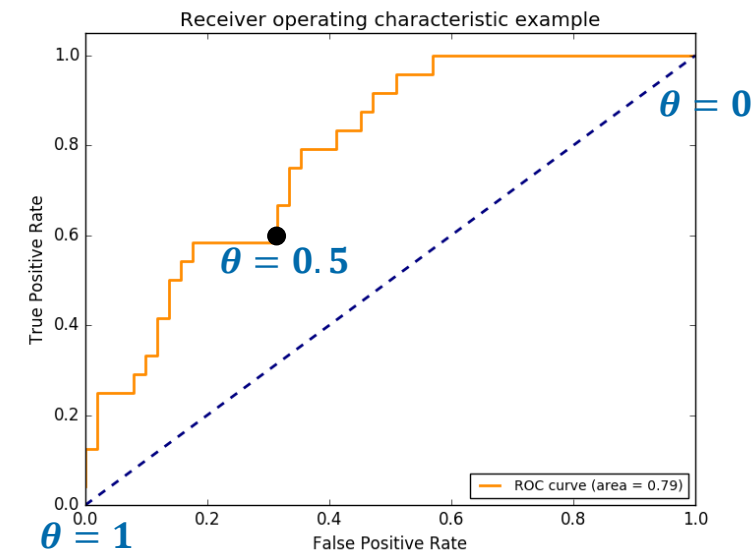 Receiver operating characteristic example
1.0
θ = 0
0.8
0.6
θ = 0.5
True Positive Rate
0.4
0.2
ROC curve (area = 0.79)
0.0
0.0 0.2 0.4 0.6 0.8 1.0
θ = 1
False Positive Rate